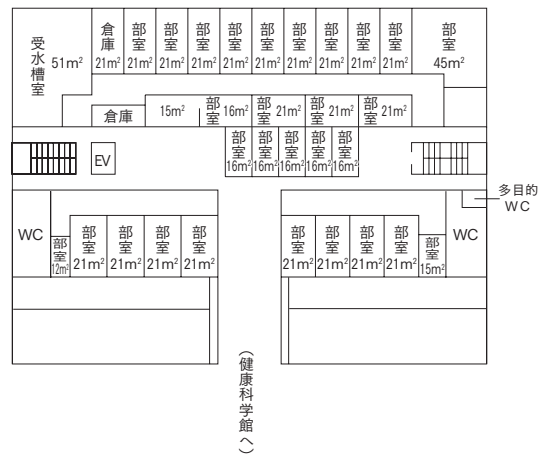 受水槽室 51m²
倉庫 21m²
部室 21m²
部室 21m²
部室 21m²
部室 21m²
部室 21m²
部室 21m²
部室 21m²
部室 21m²
部室 21m²
部室 45m²
倉庫
15m²
部室 16m²
部室 21m²
部室 21m²
部室 21m²
部室 16m²
部室 16m²
部室 16m²
部室 16m²
部室 16m²
EV
多目的
WC
WC
部室 12m²
部室 21m²
部室 21m²
部室 21m²
部室 21m²
部室 21m²
部室 21m²
部室 21m²
部室 21m²
部室 15m²
WC
（健康科学館へ）